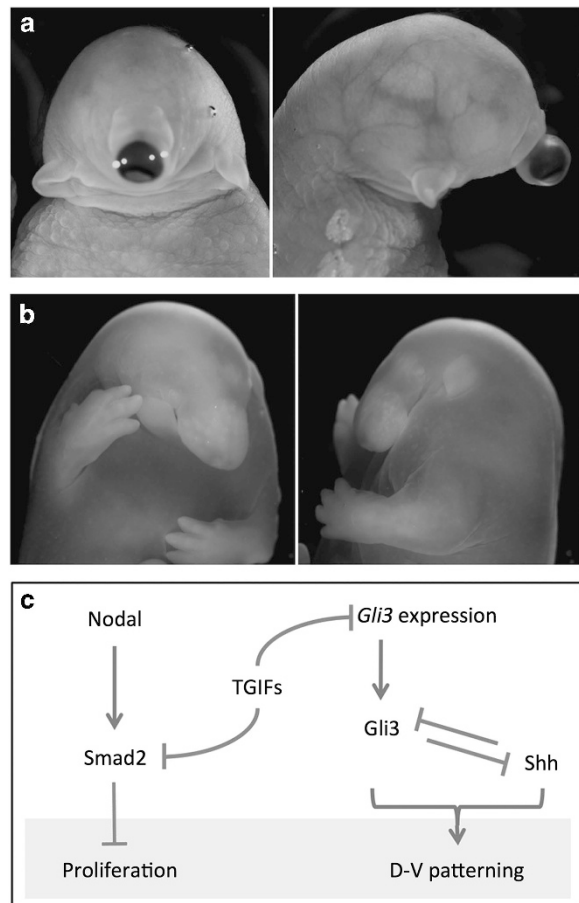 a
b
c
Nodal
Gli3 expression
TGIFs
Gli3
Smad2
Shh
Proliferation
D-V patterning